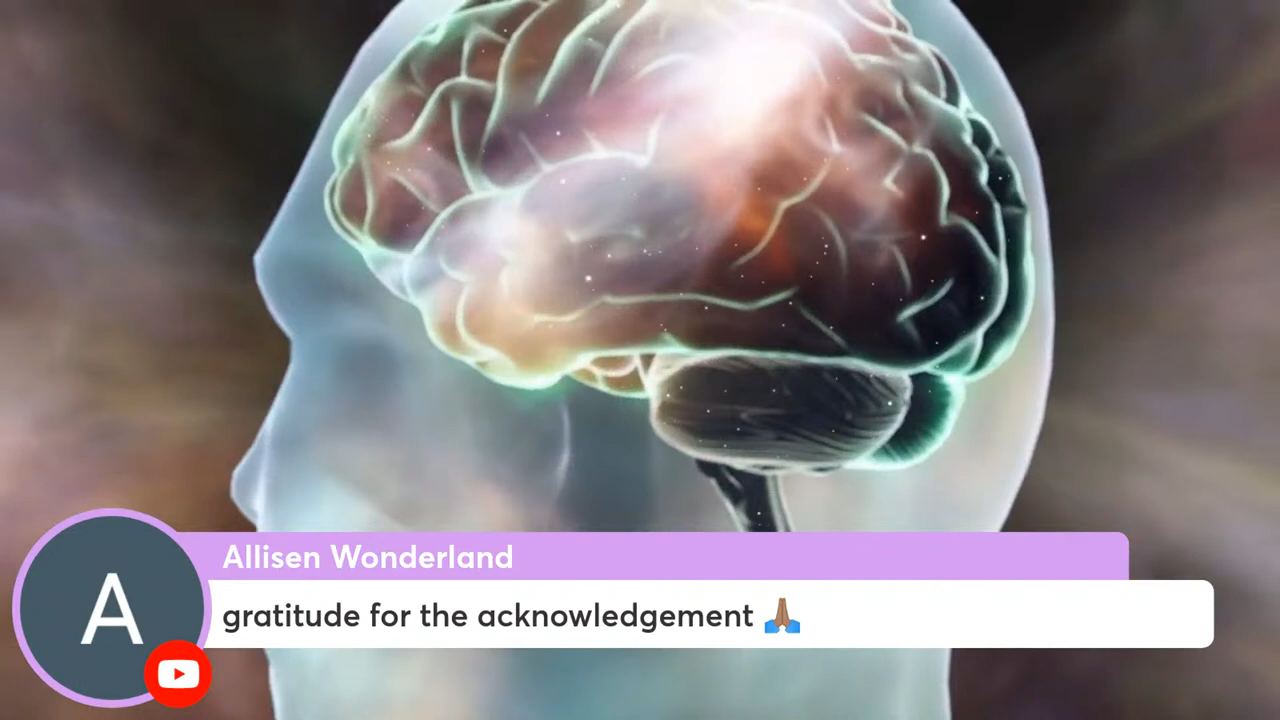 Allisen Wonderland
gratitude for the acknowledgement 🙏🏽
A